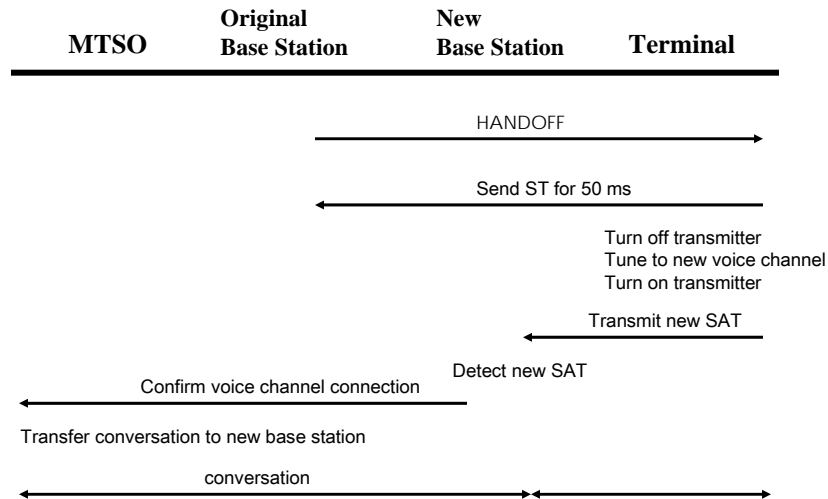 MTSO
Original
Base Station
New
Base Station
Terminal
HANDOFF
Send ST for 50 ms
Turn off transmitter
Tune to new voice channel
Turn on transmitter
Transmit new SAT
Detect new SAT
Confirm voice channel connection
Transfer conversation to new base station
conversation